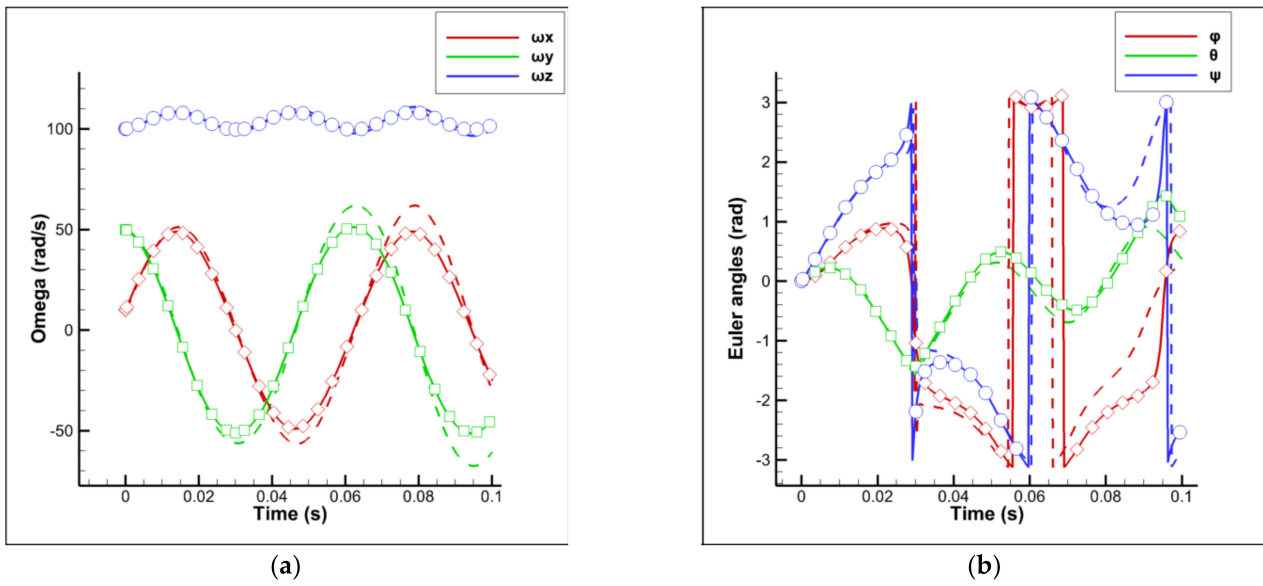 ωx
ωy
ωz
100
50
0
-50
0
0.02
0.04
0.06
0.08
0.1
Omega (rad/s)
Time (s)
(a)
φ
θ
ψ
3
2
1
0
-1
-2
-3
0
0.02
0.04
0.06
0.08
0.1
Euler angles (rad)
Time (s)
(b)